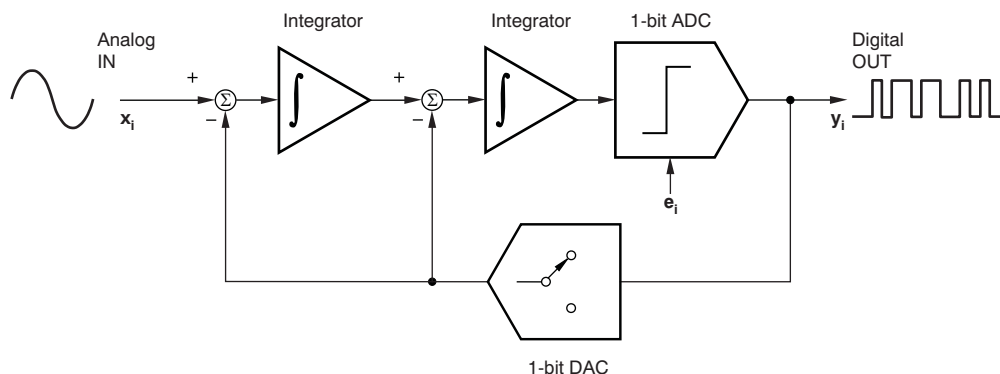 Integrator
Integrator
1-bit ADC
Analog
IN
Digital
OUT
+
Σ
−
∫
+
Σ
−
∫
x_i
y_i
e_i
1-bit DAC